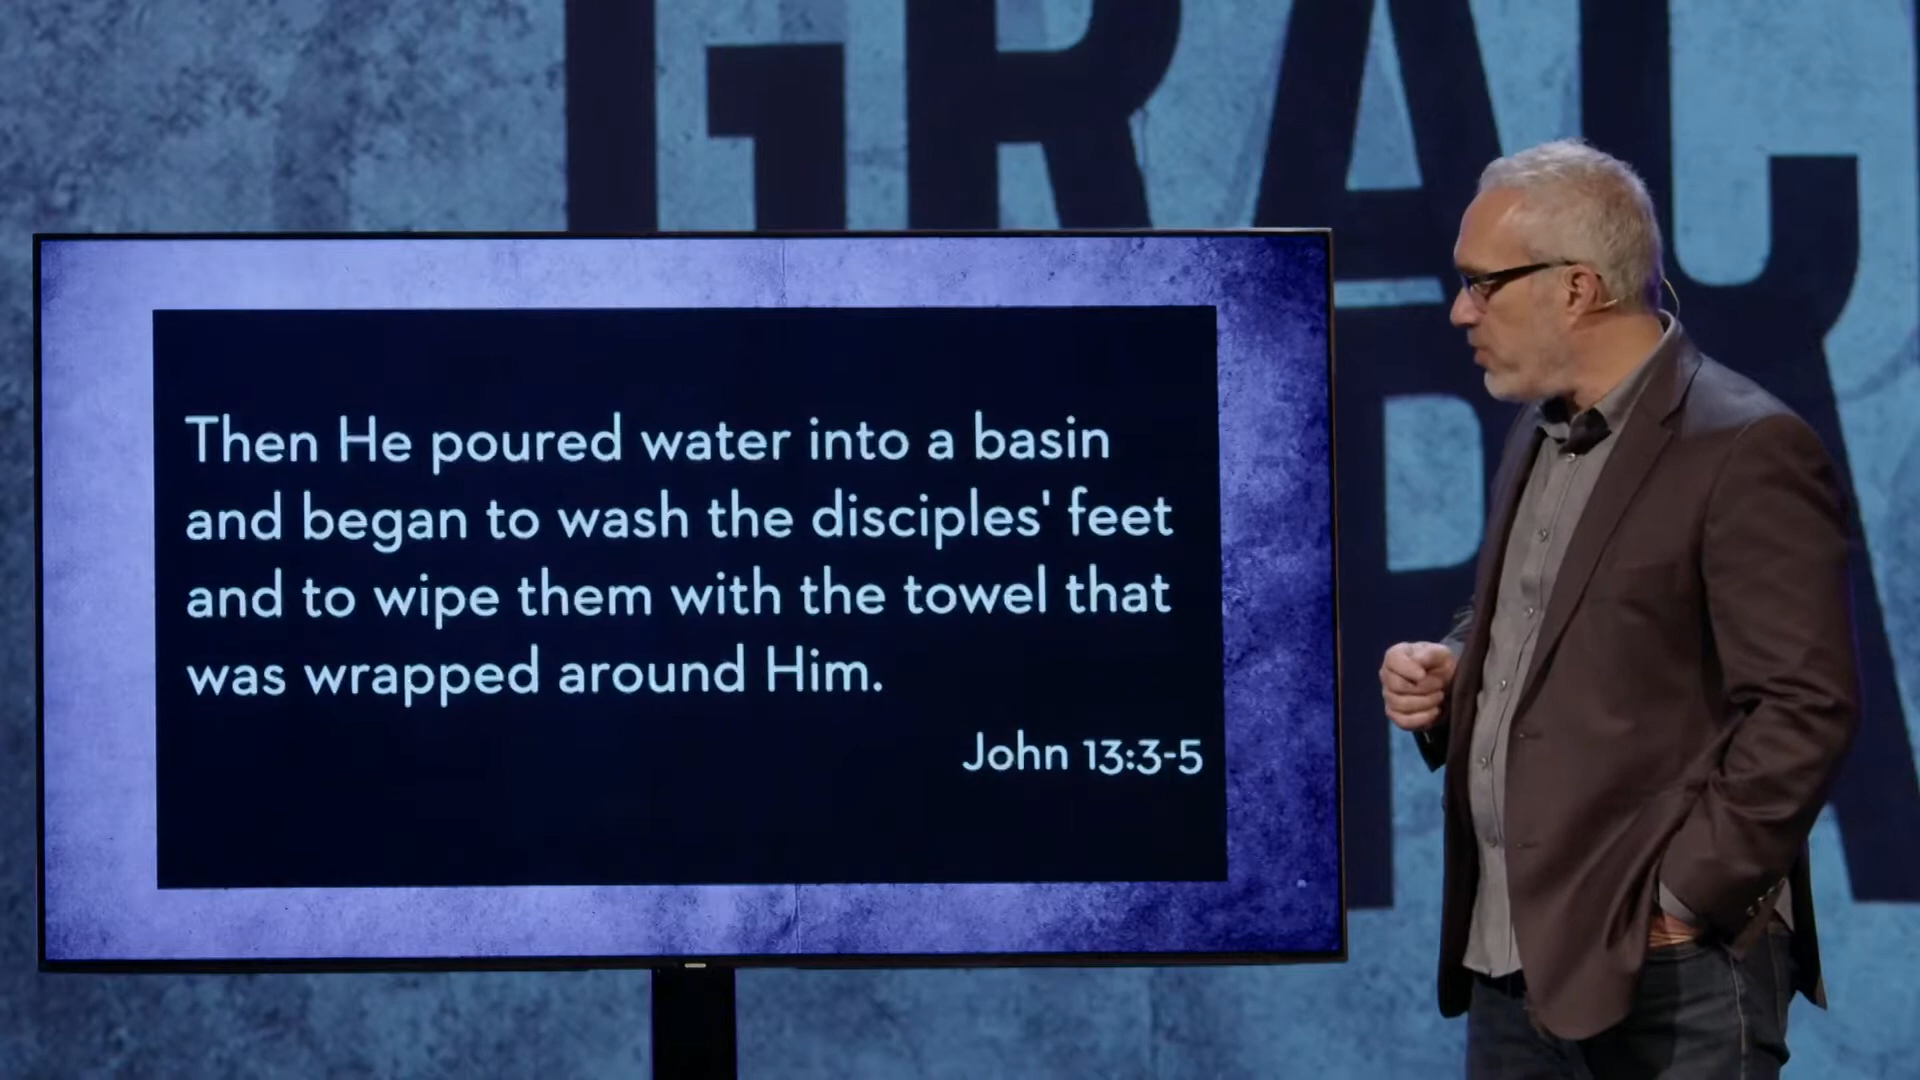 GRAC
Then He poured water into a basin
and began to wash the disciples' feet
and to wipe them with the towel that
was wrapped around Him.
John 13:3-5